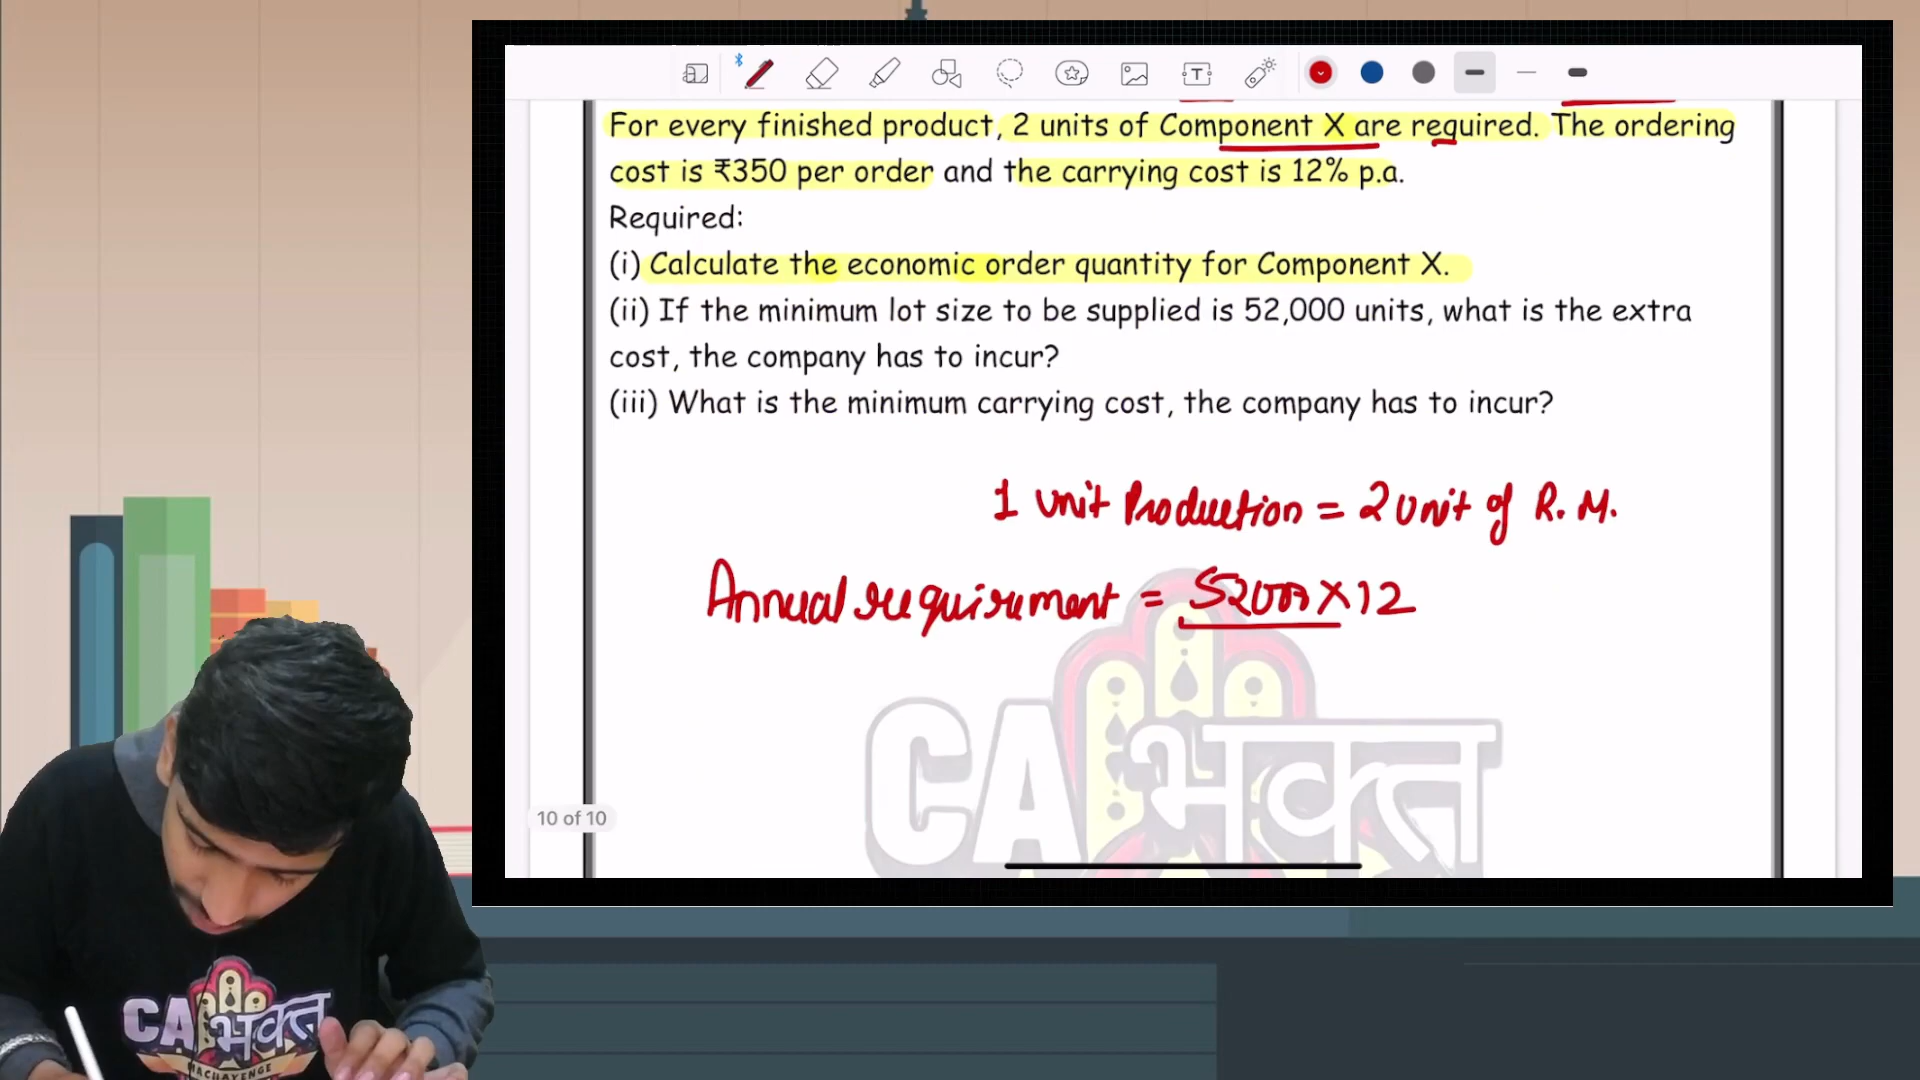 For every finished product, 2 units of Component X are required. The ordering
cost is ₹350 per order and the carrying cost is 12% p.a.
Required:
(i) Calculate the economic order quantity for Component X.
(ii) If the minimum lot size to be supplied is 52,000 units, what is the extra
cost, the company has to incur?
(iii) What is the minimum carrying cost, the company has to incur?
1 Unit Production = 2 Unit of R. M.
Annual requirement = 52000 X 12
CA भक्त
10 of 10
CA भक्त
MACHAYENGE